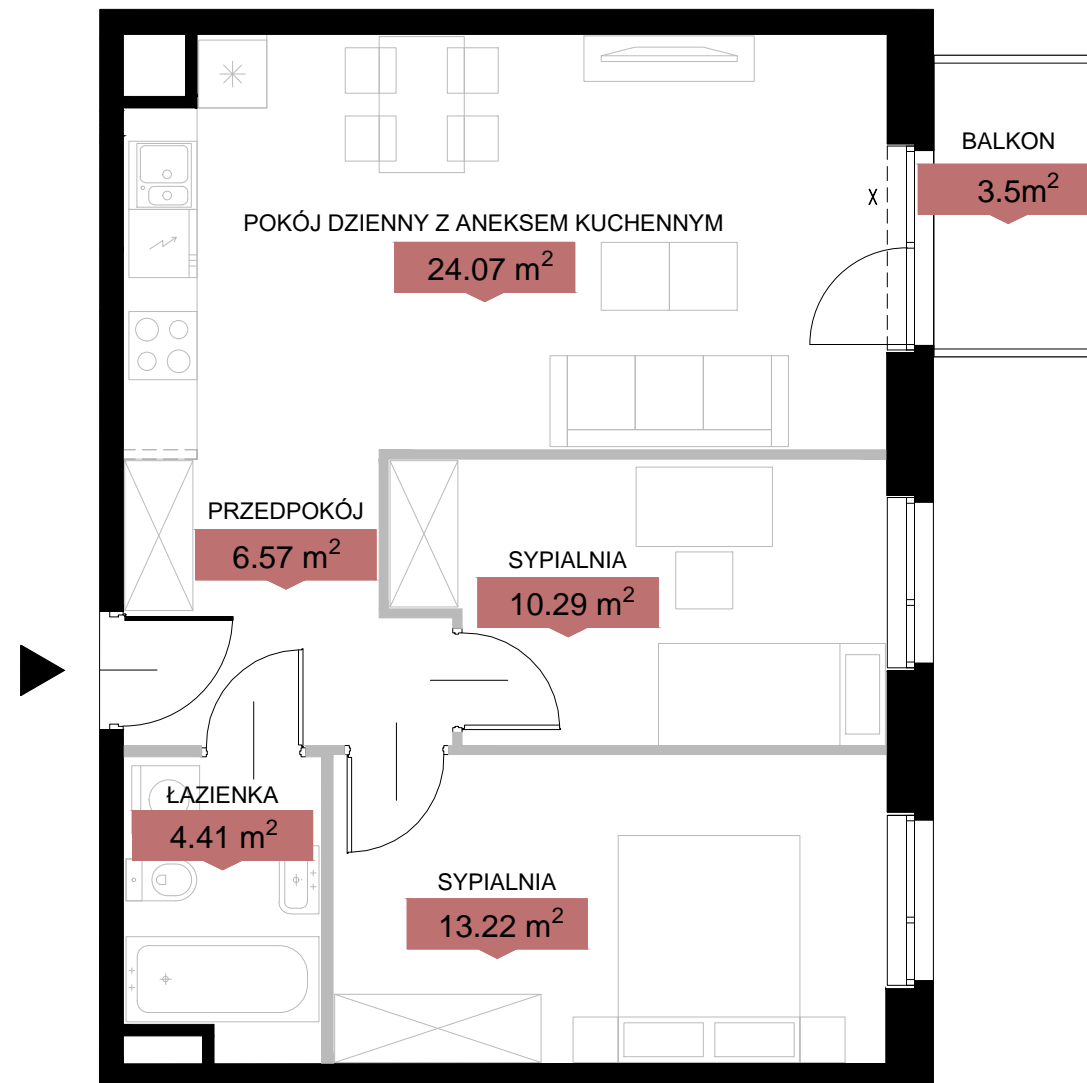 BALKON
3.5m²
X
POKÓJ DZIENNY Z ANEKSEM KUCHENNYM
24.07 m²
PRZEDPOKÓJ
6.57 m²
SYPIALNIA
10.29 m²
ŁAZIENKA
4.41 m²
SYPIALNIA
13.22 m²